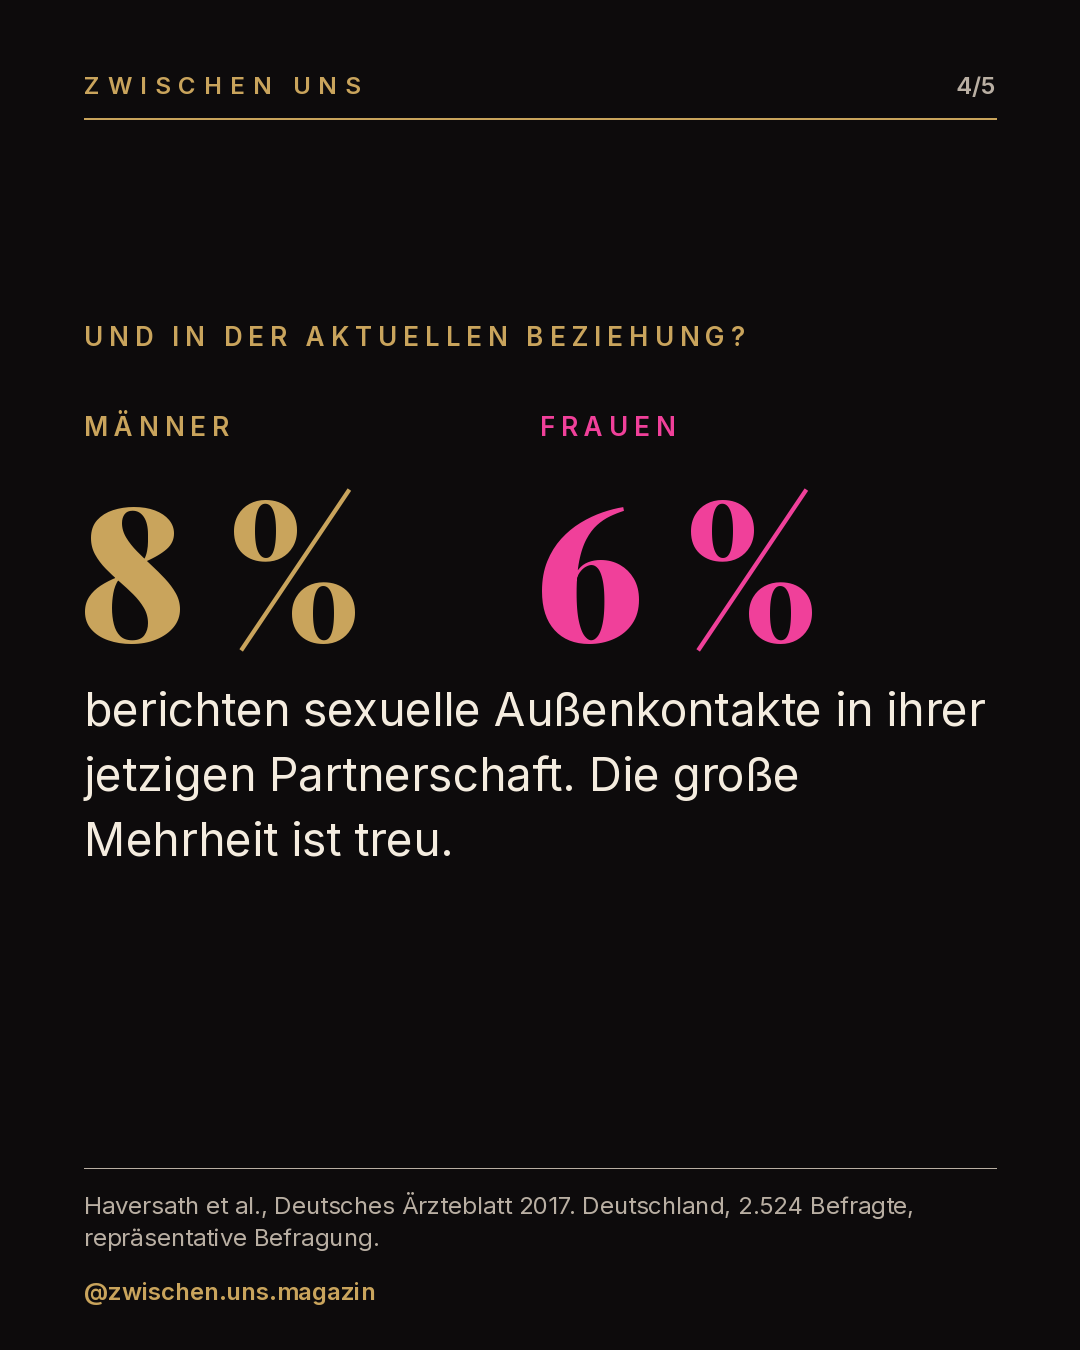 ZWISCHEN UNS
4/5
UND IN DER AKTUELLEN BEZIEHUNG?
MÄNNER
FRAUEN
8 %
6 %
berichten sexuelle Außenkontakte in ihrer
jetzigen Partnerschaft. Die große
Mehrheit ist treu.
Haversath et al., Deutsches Ärzteblatt 2017. Deutschland, 2.524 Befragte,
repräsentative Befragung.
@zwischen.uns.magazin